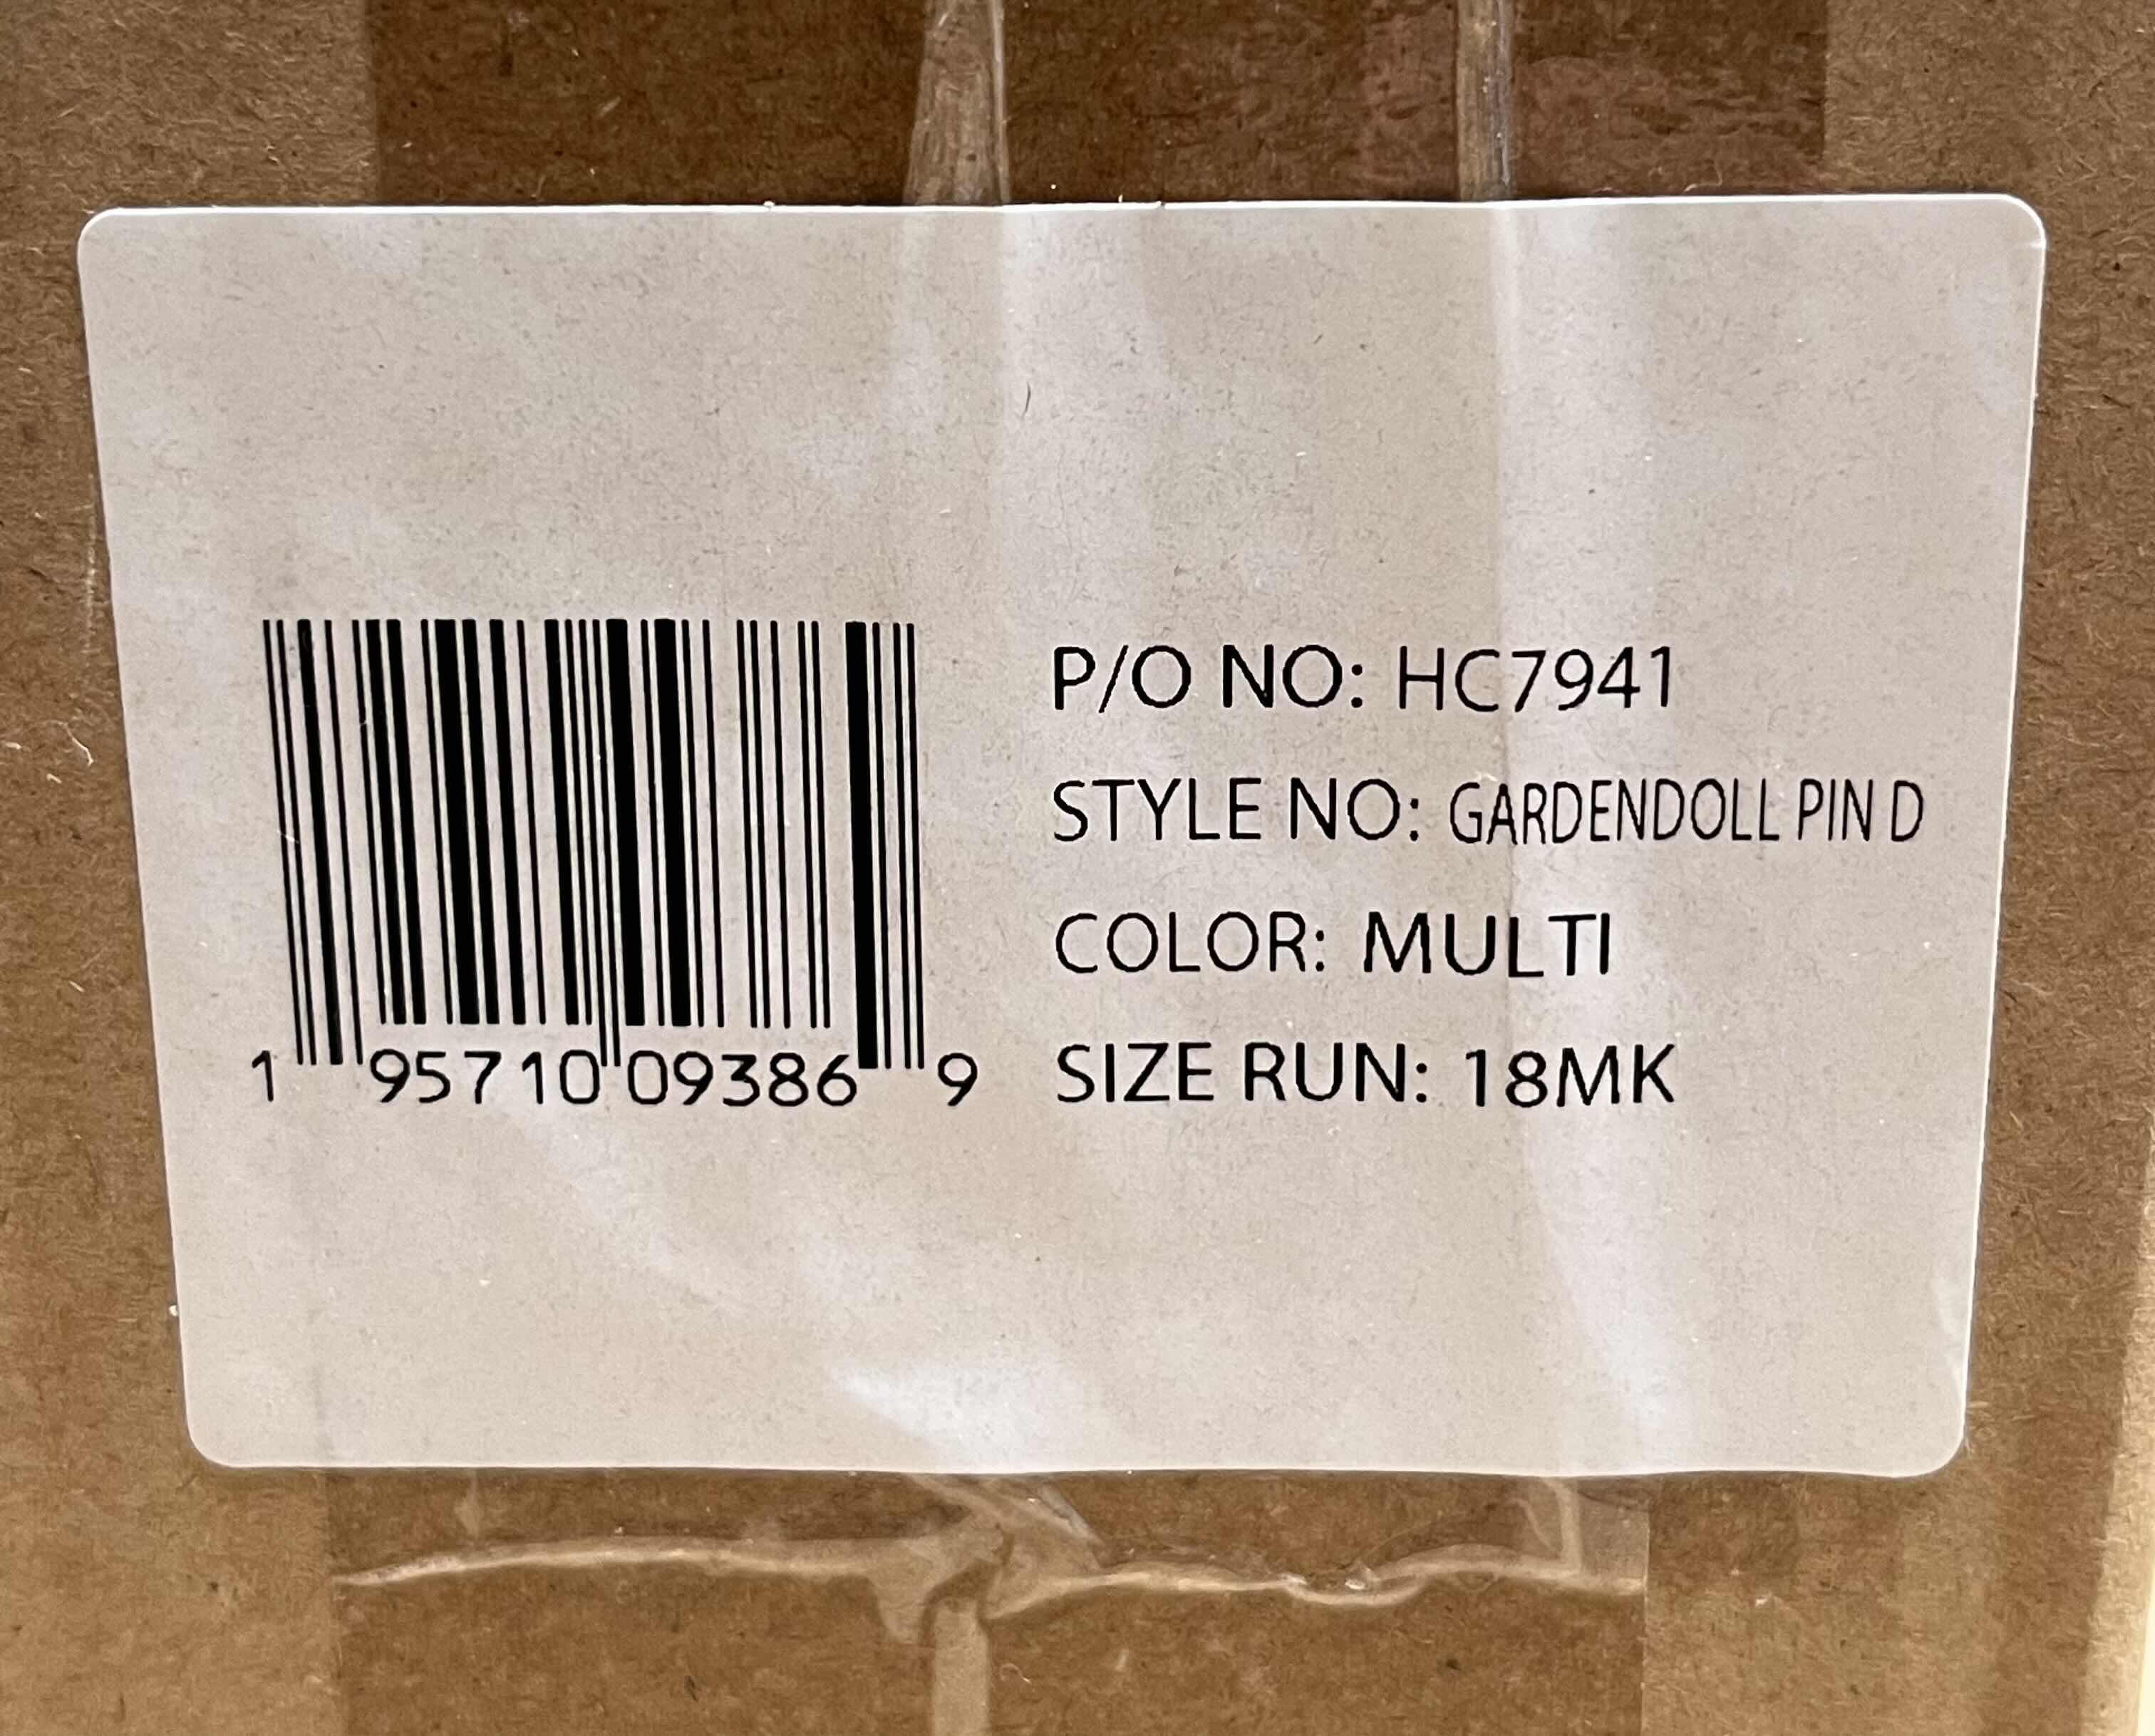 P/O NO: HC7941
STYLE NO: GARDENDOLL PIN D
COLOR: MULTI
SIZE RUN: 18MK
1 95710 09386 9